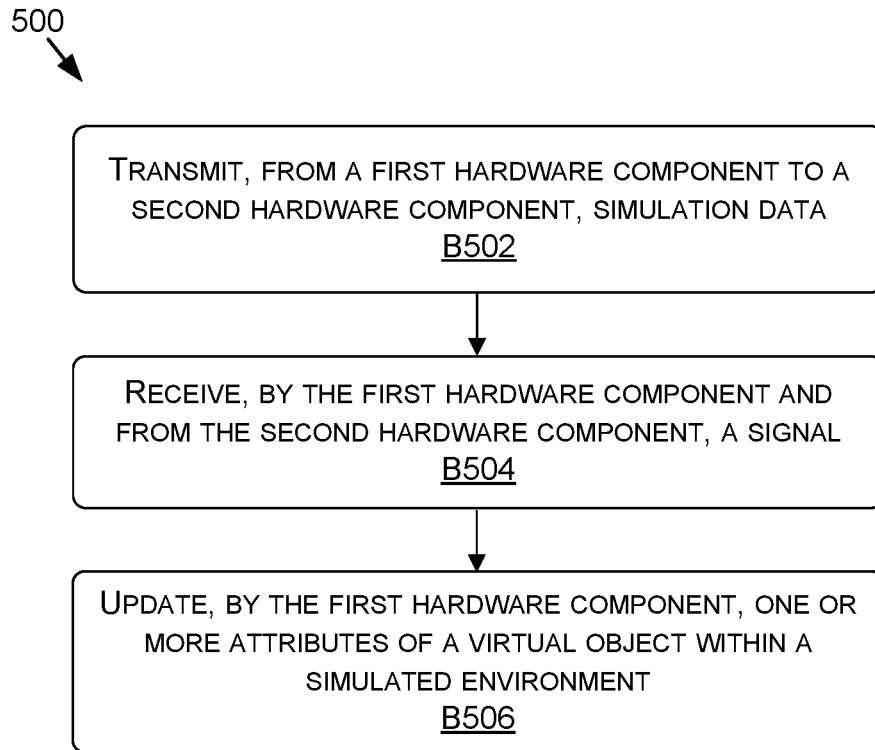 500
TRANSMIT, FROM A FIRST HARDWARE COMPONENT TO A
SECOND HARDWARE COMPONENT, SIMULATION DATA
B502
RECEIVE, BY THE FIRST HARDWARE COMPONENT AND
FROM THE SECOND HARDWARE COMPONENT, A SIGNAL
B504
UPDATE, BY THE FIRST HARDWARE COMPONENT, ONE OR
MORE ATTRIBUTES OF A VIRTUAL OBJECT WITHIN A
SIMULATED ENVIRONMENT
B506